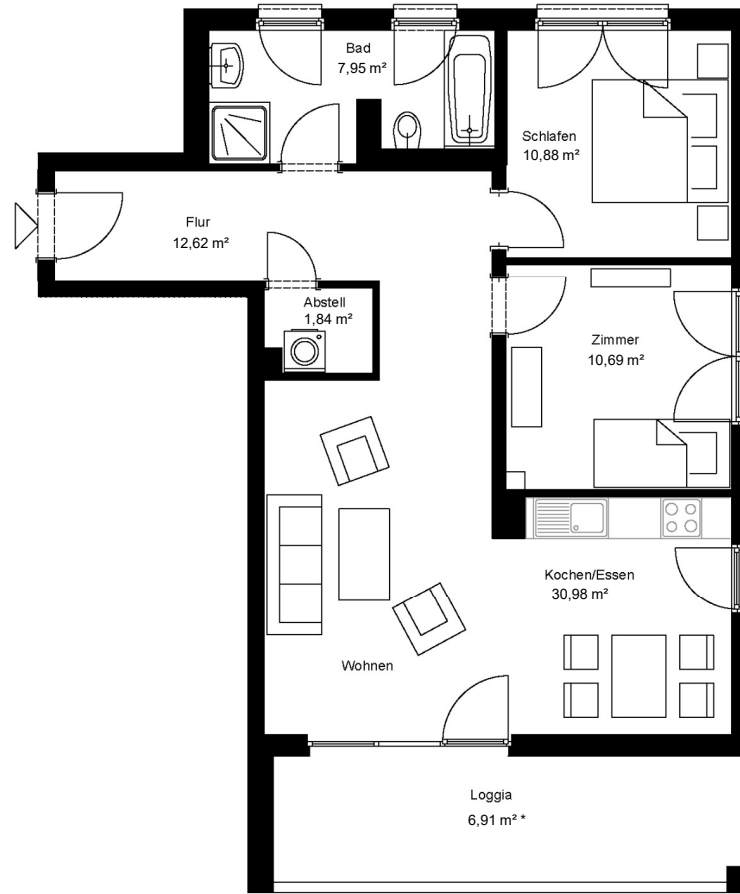 Bad
7,95 m²
Schlafen
10,88 m²
Flur
12,62 m²
Abstell
1,84 m²
Zimmer
10,69 m²
Kochen/Essen
30,98 m²
Wohnen
Loggia
6,91 m² *